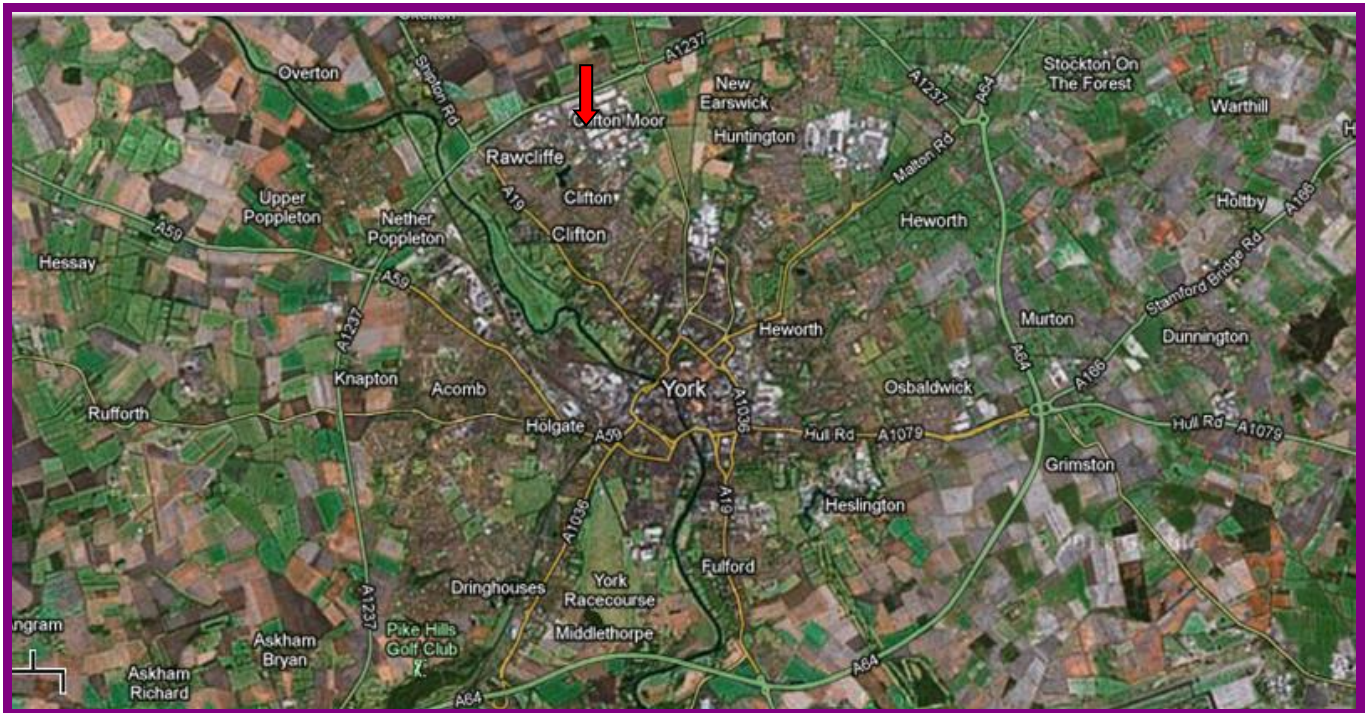 Skelton
A1237
Overton
Shipton Rd
New
Earswick
A1237
A64
Stockton On
The Forest
Warthill
H
Clifton Moor
Huntington
Malton Rd
Rawcliffe
A19
Clifton
Upper
Poppleton
Nether
Poppleton
Clifton
Heworth
Holtby
A166
A59
Hessay
A59
Stamford Bridge Rd
A1237
Heworth
Murton
Dunnington
A64
A166
Knapton
Acomb
York
Osbaldwick
A1036
Rufforth
Holgate
A59
Hull Rd
A1079
Hull Rd
A1079
Grimston
A1036
A19
Heslington
Fulford
Dringhouses
York
Racecourse
A1237
ngram
Askham
Bryan
Pike Hills
Golf Club
Middlethorpe
A64
Askham
Richard
A64